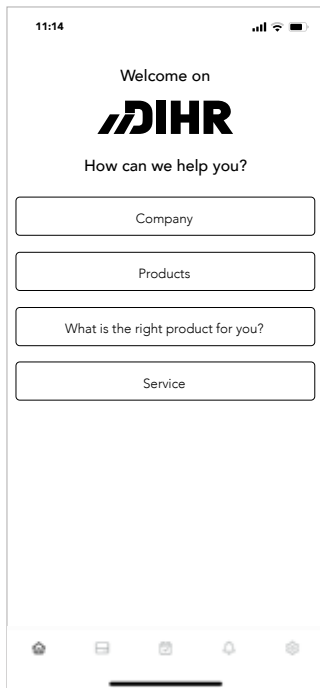 11:14
Welcome on
DIHR
How can we help you?
Company
Products
What is the right product for you?
Service